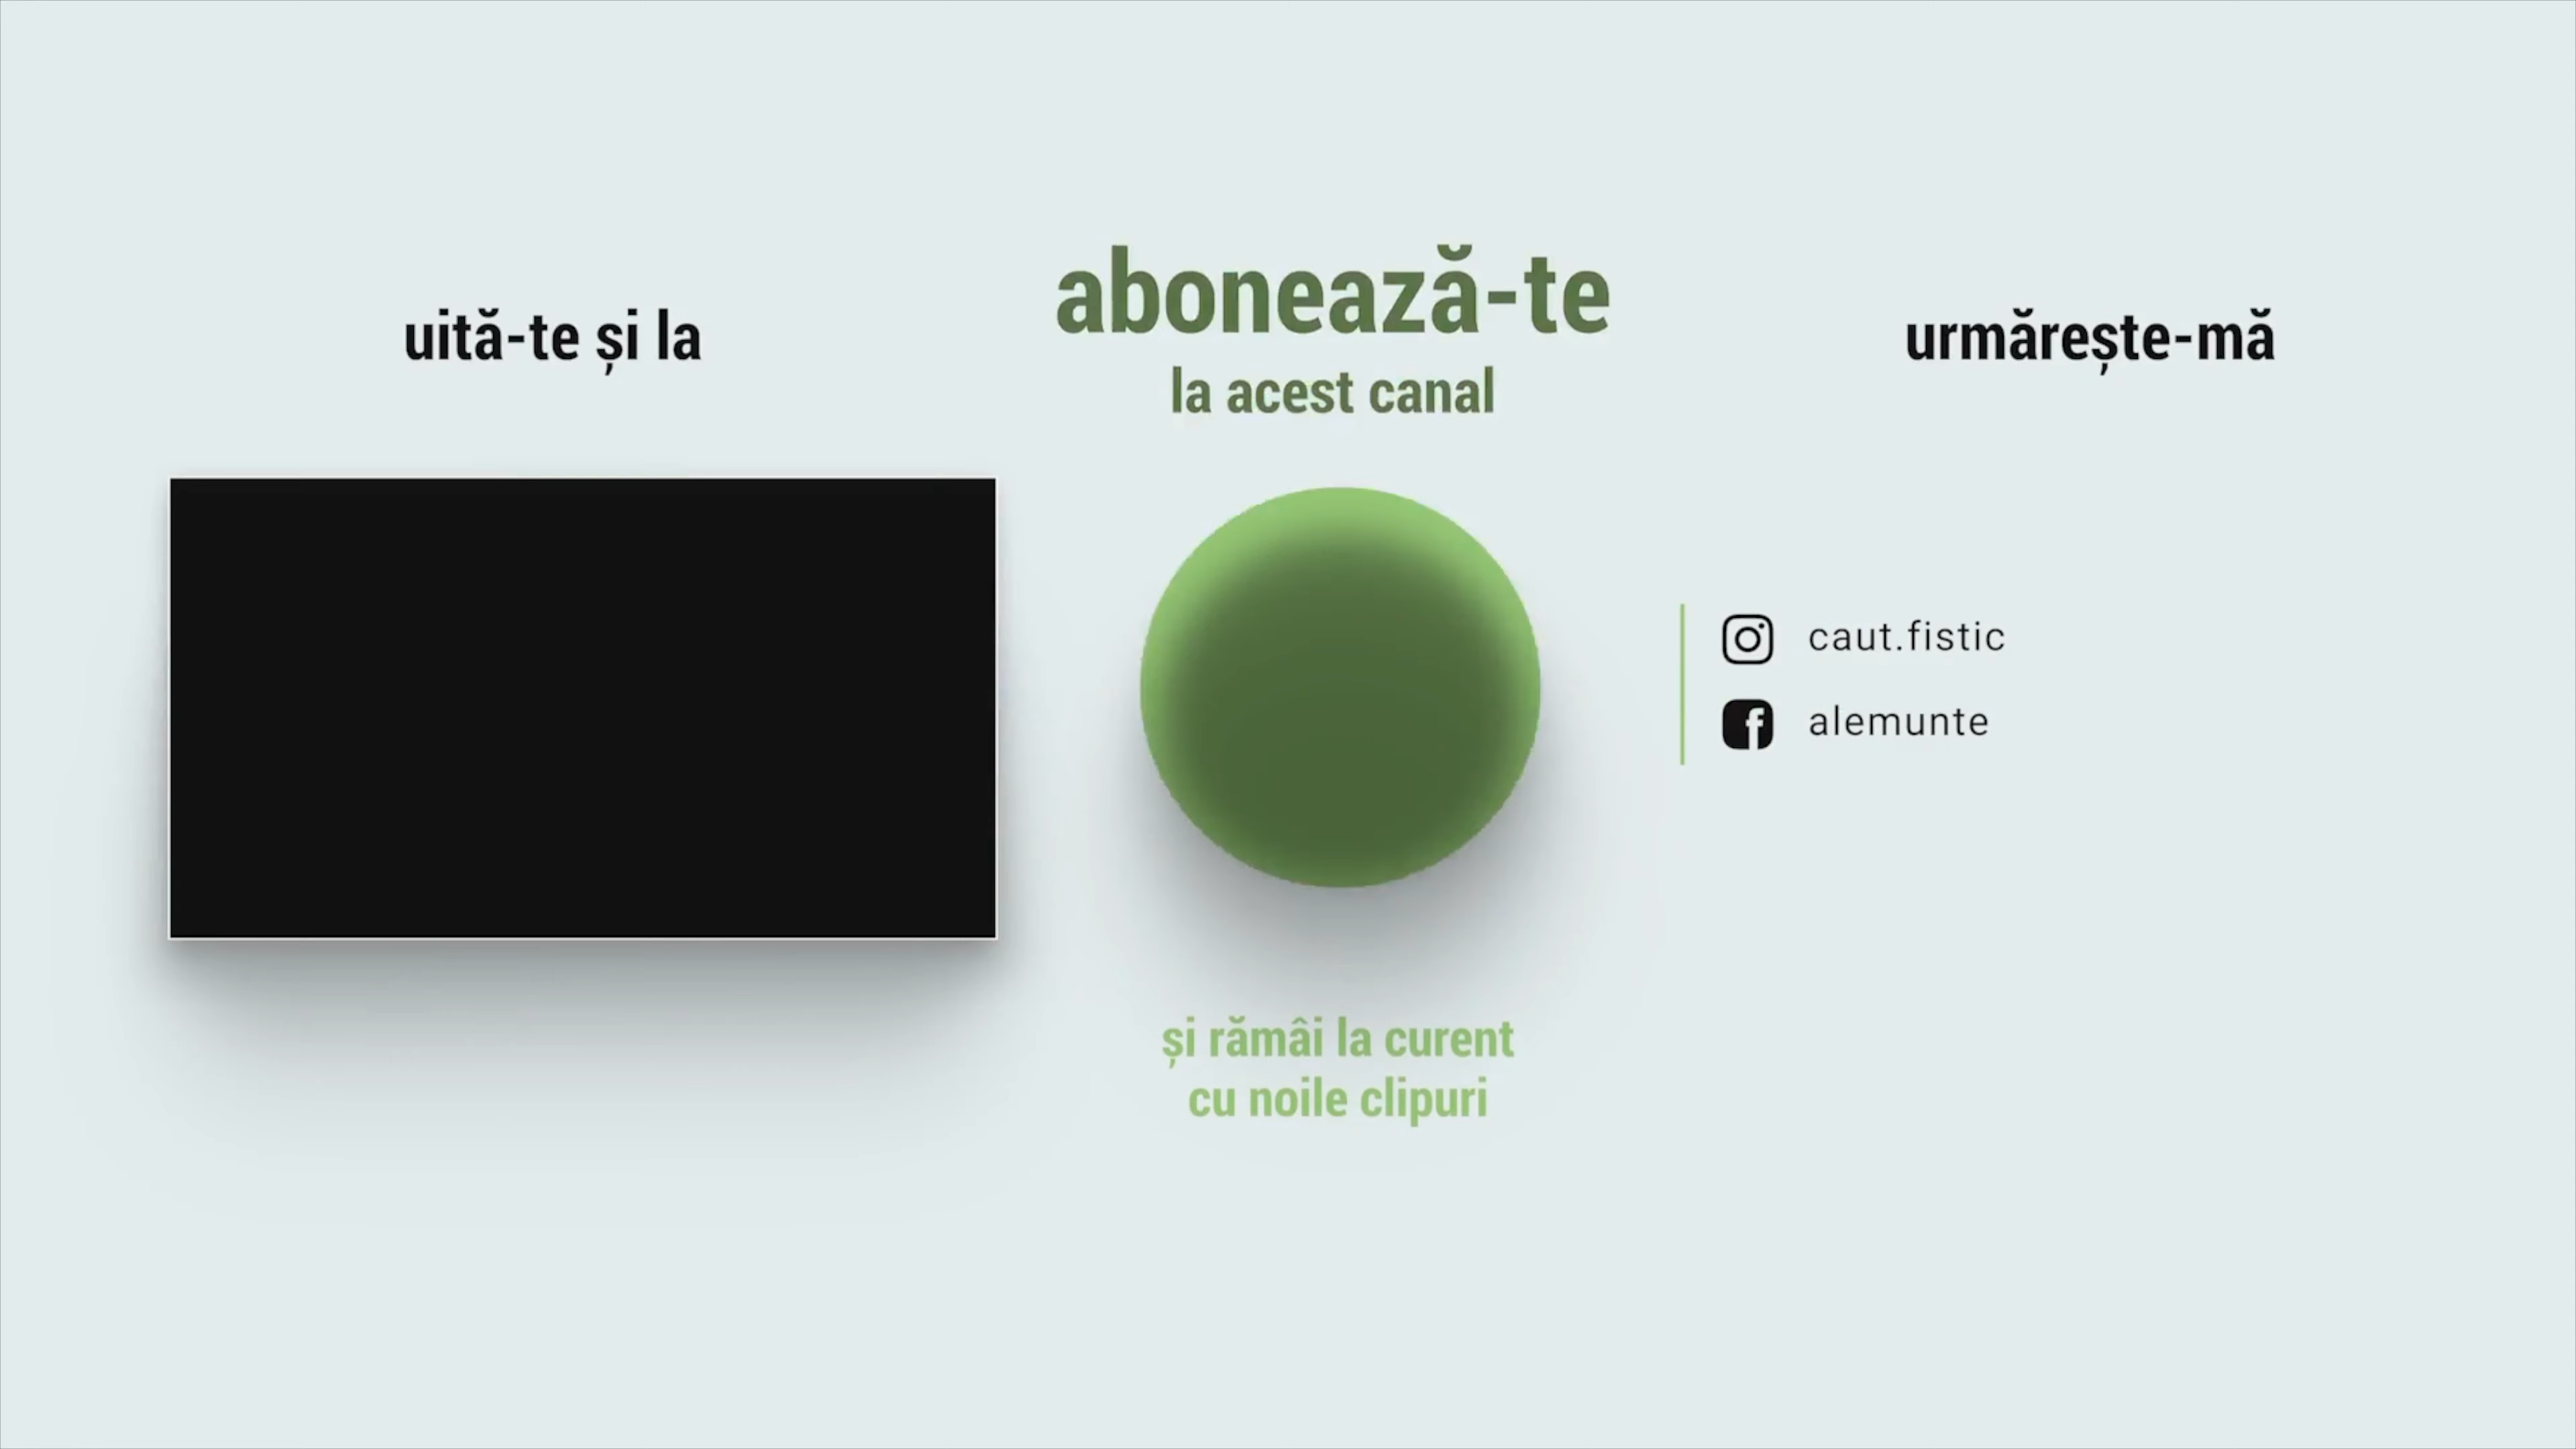 uită-te și la
abonează-te
la acest canal
și rămâi la curent
cu noile clipuri
urmărește-mă
caut.fistic
alemunte